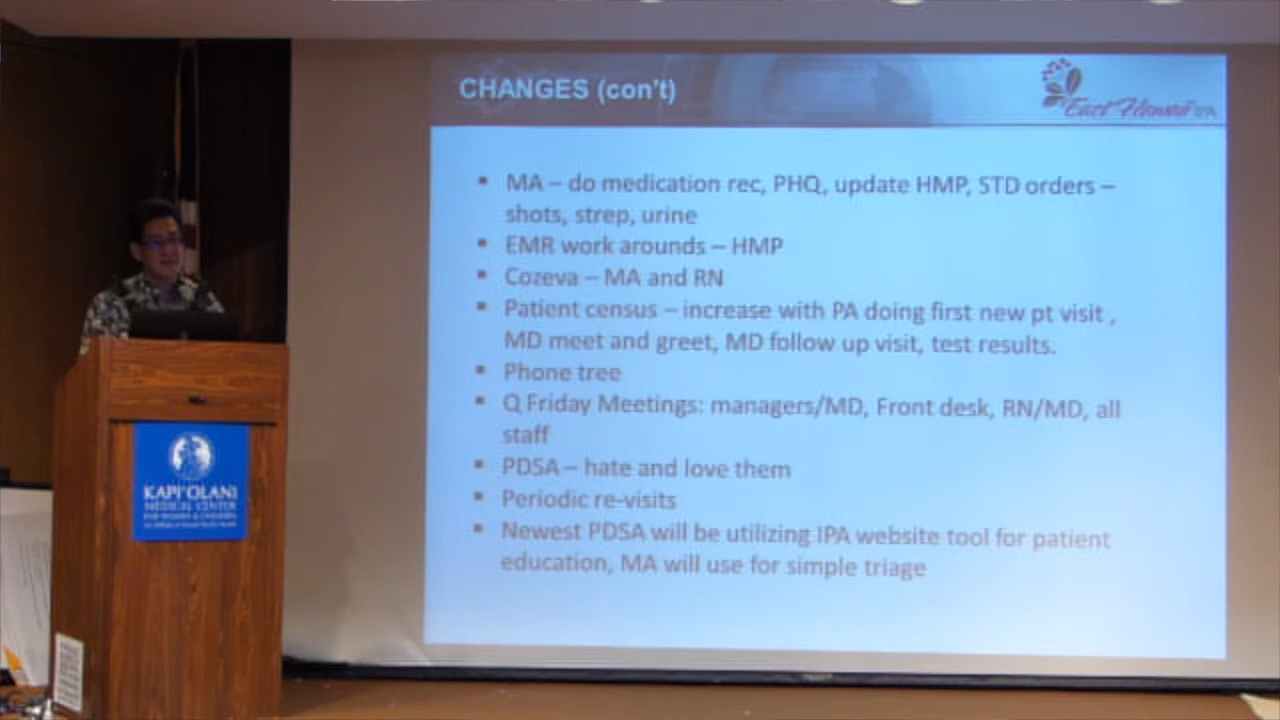 CHANGES (con't)
East Hawaii IPA
▪ MA – do medication rec, PHQ, update HMP, STD orders –
shots, strep, urine
▪ EMR work arounds – HMP
▪ Cozeva – MA and RN
▪ Patient census – increase with PA doing first new pt visit ,
MD meet and greet, MD follow up visit, test results.
▪ Phone tree
▪ Q Friday Meetings: managers/MD, Front desk, RN/MD, all
staff
▪ PDSA – hate and love them
▪ Periodic re-visits
▪ Newest PDSA will be utilizing IPA website tool for patient
education, MA will use for simple triage
KAPI'OLANI
MEDICAL CENTER
FOR WOMEN & CHILDREN